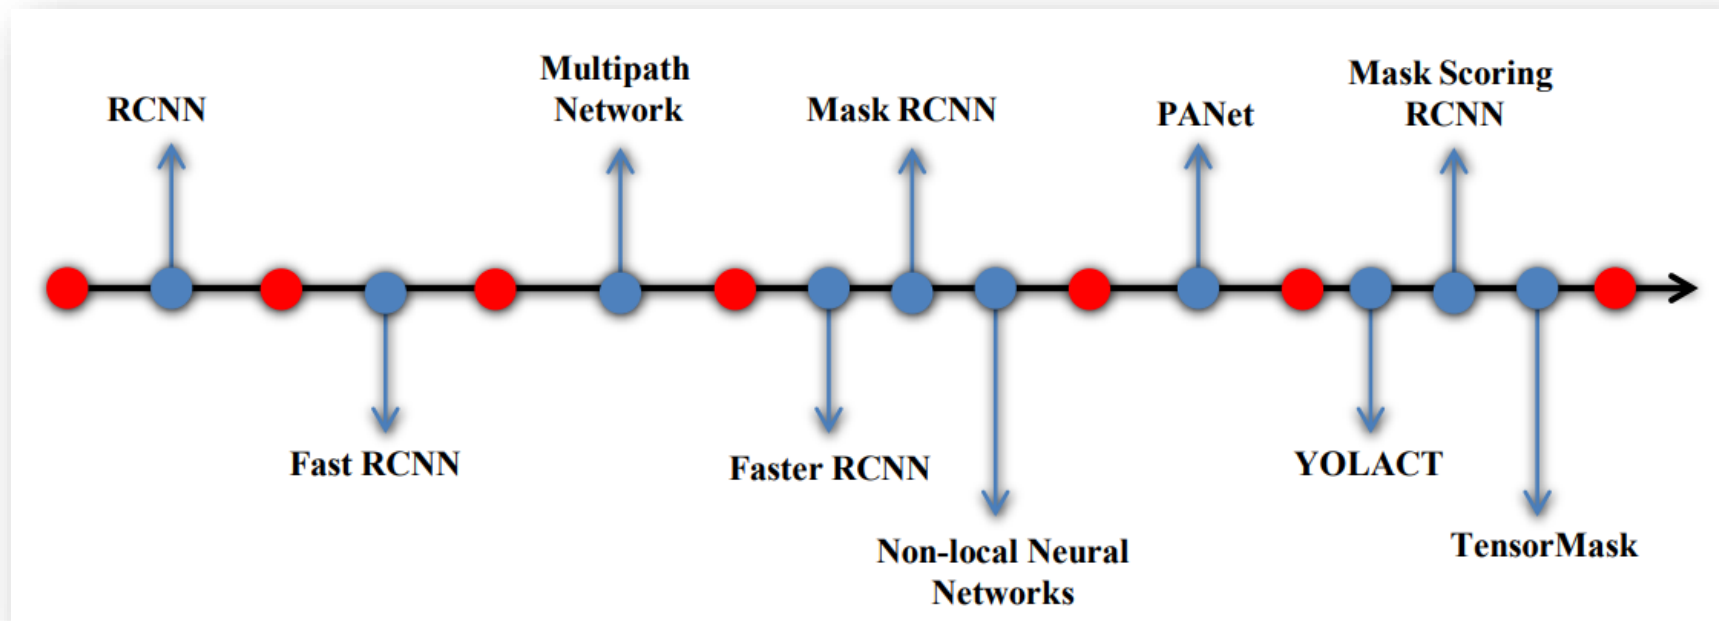 RCNN
Multipath
Network
Mask RCNN
PANet
Mask Scoring
RCNN
Fast RCNN
Faster RCNN
Non-local Neural
Networks
YOLACT
TensorMask